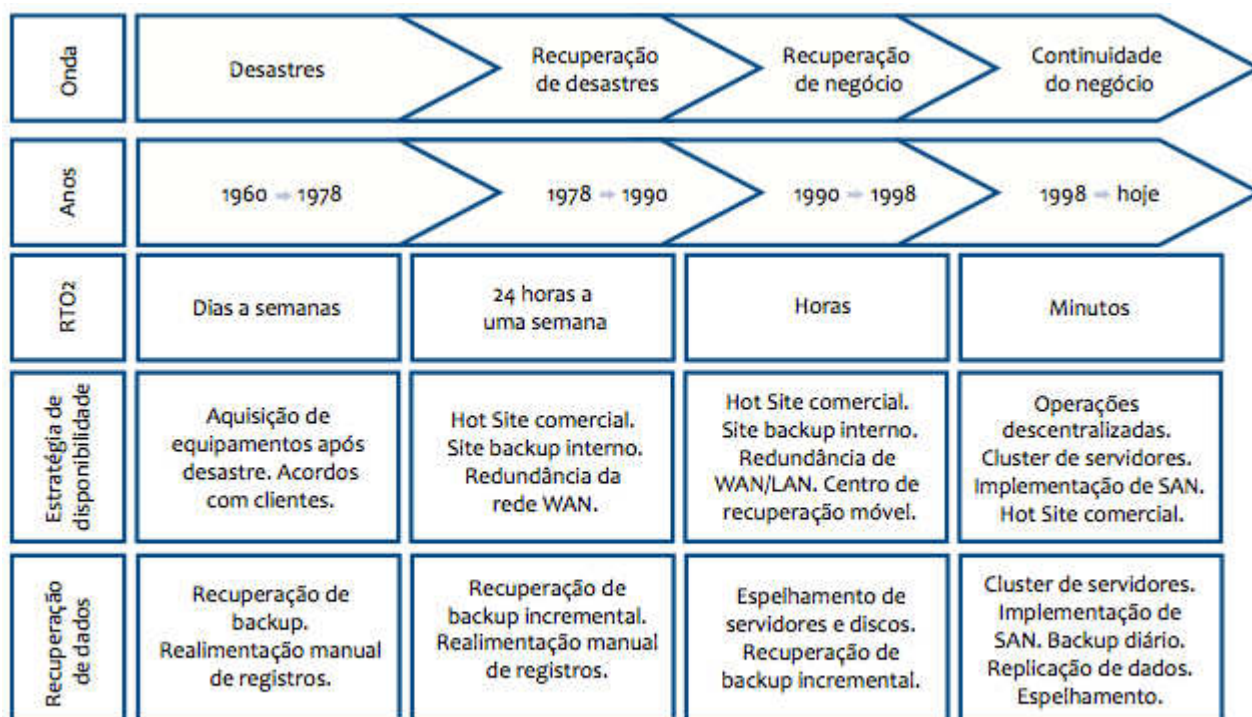 Onda
Desastres
Recuperação
de desastres
Recuperação
de negócio
Continuidade
do negócio
Anos
1960 ⇒ 1978
1978 ⇒ 1990
1990 ⇒ 1998
1998 ⇒ hoje
RTO2
Dias a semanas
24 horas a
uma semana
Horas
Minutos
Estratégia de
disponibilidade
Aquisição de
equipamentos após
desastre. Acordos
com clientes.
Hot Site comercial.
Site backup interno.
Redundância da
rede WAN.
Hot Site comercial.
Site backup interno.
Redundância de
WAN/LAN. Centro de
recuperação móvel.
Operações
descentralizadas.
Cluster de servidores.
Implementação de SAN.
Hot Site comercial.
Recuperação
de dados
Recuperação de
backup.
Realimentação manual
de registros.
Recuperação de
backup incremental.
Realimentação manual
de registros.
Espelhamento de
servidores e discos.
Recuperação de
backup incremental.
Cluster de servidores.
Implementação de
SAN. Backup diário.
Replicação de dados.
Espelhamento.